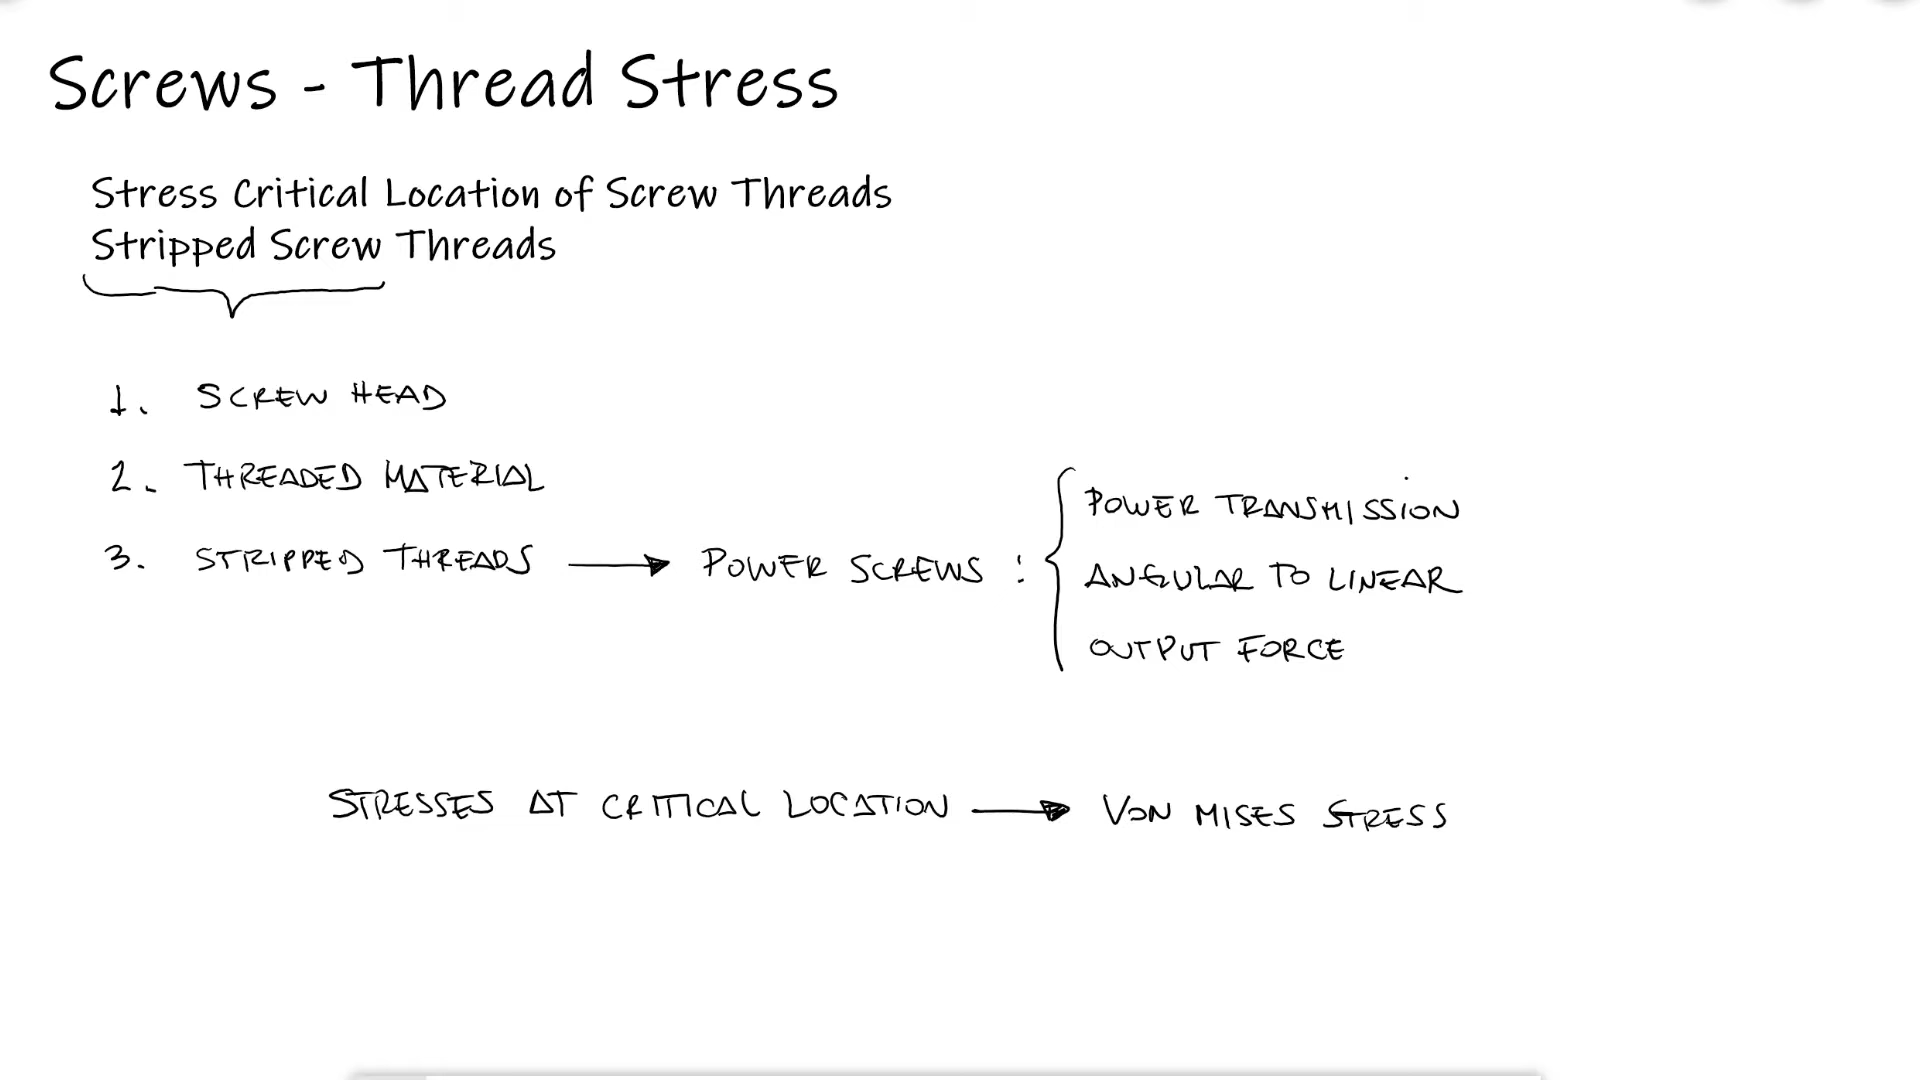 Screws - Thread Stress
Stress Critical Location of Screw Threads
Stripped Screw Threads
1. SCREW HEAD
2. THREADED MATERIAL
3. STRIPPED THREADS → POWER SCREWS :
POWER TRANSMISSION
ANGULAR TO LINEAR
OUTPUT FORCE
STRESSES AT CRITICAL LOCATION → VON MISES STRESS